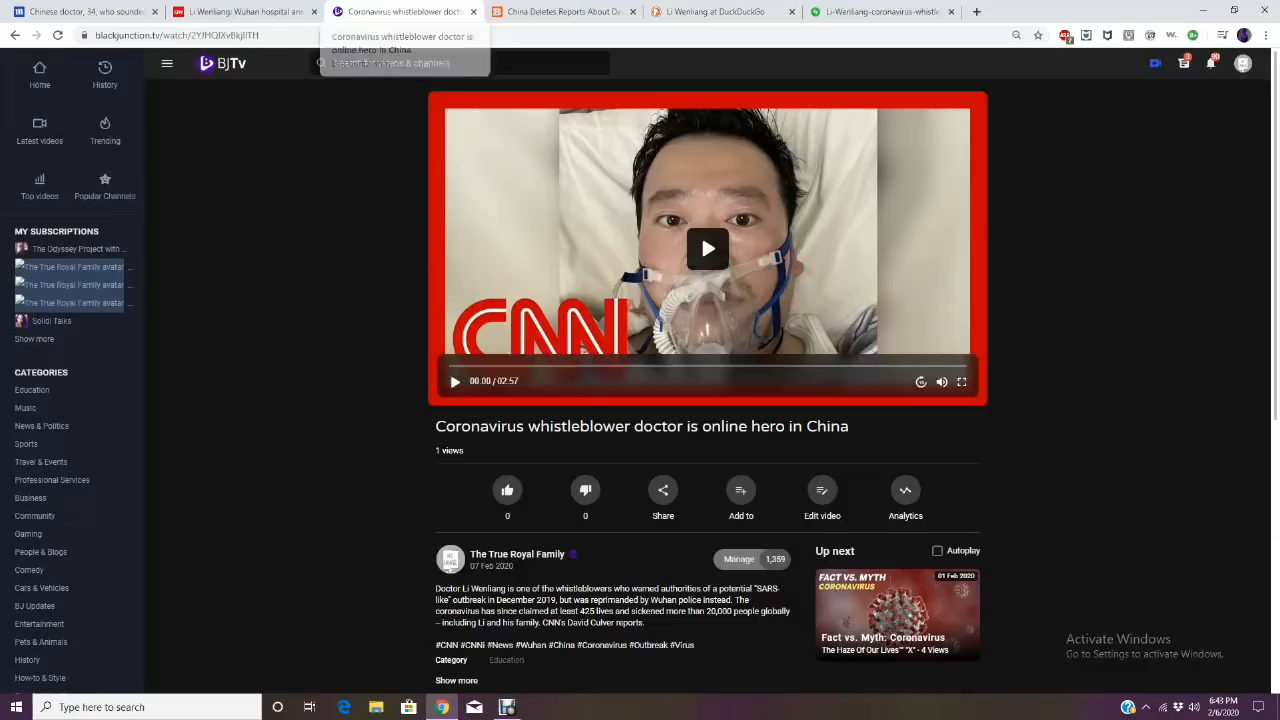 Chinese doctor, 34, who sounde
Li Wenliang: Wuhan hospital ann
Coronavirus whistleblower doctor
China Deletes Reports About De
Li Wenliang at DuckDuckGo
Li-Wenliang-coronavirus-whistle
blackjunction.tv/watch/2YJHQlXvBkjllTH
Coronavirus whistleblower doctor is
online hero in China.
BJTv
Search for videos & channels
Home
History
Latest videos
Trending
Top videos
Popular Channels
MY SUBSCRIPTIONS
The Odyssey Project with ...
The True Royal Family avatar ...
The True Royal Family avatar ...
The True Royal Family avatar ...
Solidi Talks
Show more
CATEGORIES
Education
Music
News & Politics
Sports
Travel & Events
Professional Services
Business
Community
Gaming
People & Blogs
Comedy
Cars & Vehicles
BJ Updates
Entertainment
Pets & Animals
History
How-to & Style
CNN
00:00 / 02:57
Coronavirus whistleblower doctor is online hero in China
1 views
0
0
Share
Add to
Edit video
Analytics
The True Royal Family
07 Feb 2020
Manage 1,359
Doctor Li Wenliang is one of the whistleblowers who warned authorities of a potential "SARS-
like" outbreak in December 2019, but was reprimanded by Wuhan police instead. The
coronavirus has since claimed at least 425 lives and sickened more than 20,000 people globally
– including Li and his family. CNN's David Culver reports.
#CNN #CNNi #News #Wuhan #China #Coronavirus #Outbreak #Virus
Category Education
Show more
Up next
Autoplay
FACT VS. MYTH
CORONAVIRUS
01 Feb 2020
Fact vs. Myth: Coronavirus
The Haze Of Our Lives™ "X" • 4 Views
Activate Windows
Go to Settings to activate Windows.
Type here to search
6:43 PM
2/6/2020